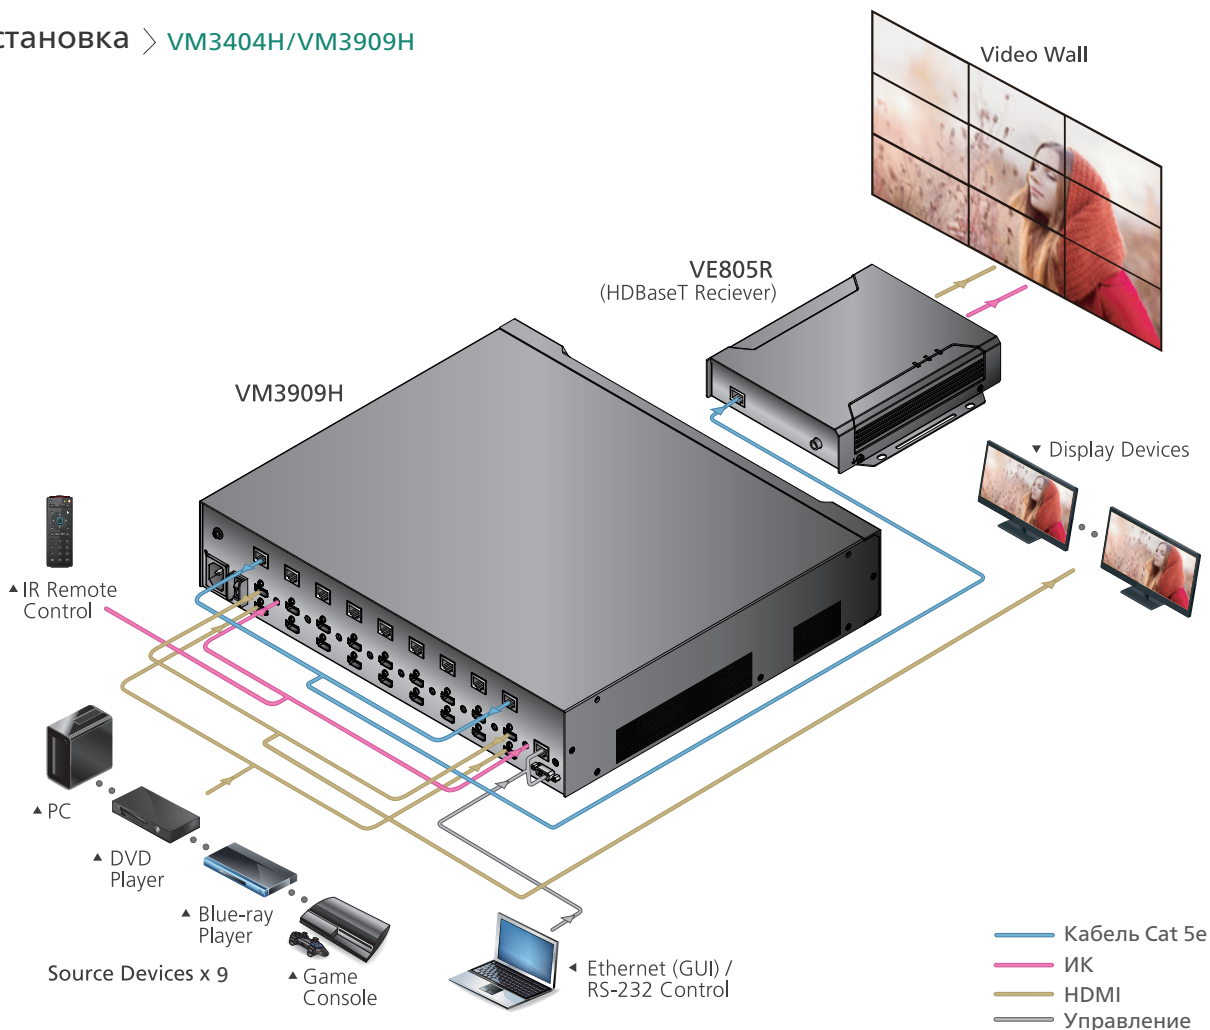 становка > VM3404H/VM3909H
Video Wall
VE805R
(HDBaseT Reciever)
VM3909H
▼ Display Devices
▲ IR Remote
Control
▲ PC
▲ DVD
Player
▲ Blue-ray
Player
▲ Game
Console
Source Devices x 9
◄ Ethernet (GUI) /
RS-232 Control
Кабель Cat 5e
ИК
HDMI
Управление